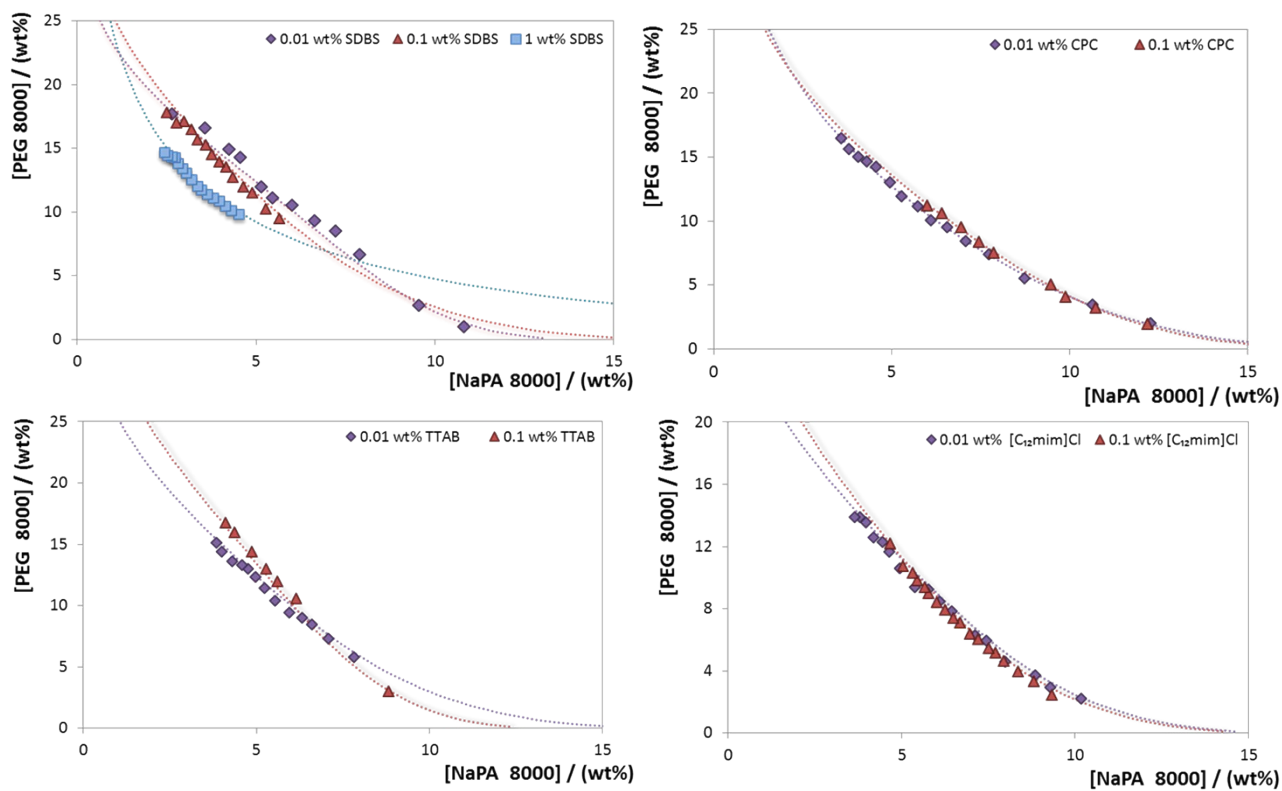 [PEG 8000] / (wt%)
25
20
15
10
5
0
0.01 wt% SDBS
0.1 wt% SDBS
1 wt% SDBS
0
5
10
15
[NaPA 8000] / (wt%)
[PEG 8000] / (wt%)
25
20
15
10
5
0
0.01 wt% CPC
0.1 wt% CPC
0
5
10
15
[NaPA 8000] / (wt%)
[PEG 8000] / (wt%)
25
20
15
10
5
0
0.01 wt% TTAB
0.1 wt% TTAB
0
5
10
15
[NaPA 8000] / (wt%)
[PEG 8000] / (wt%)
20
16
12
8
4
0
0.01 wt% [C₁₂mim]Cl
0.1 wt% [C₁₂mim]Cl
0
5
10
15
[NaPA 8000] / (wt%)